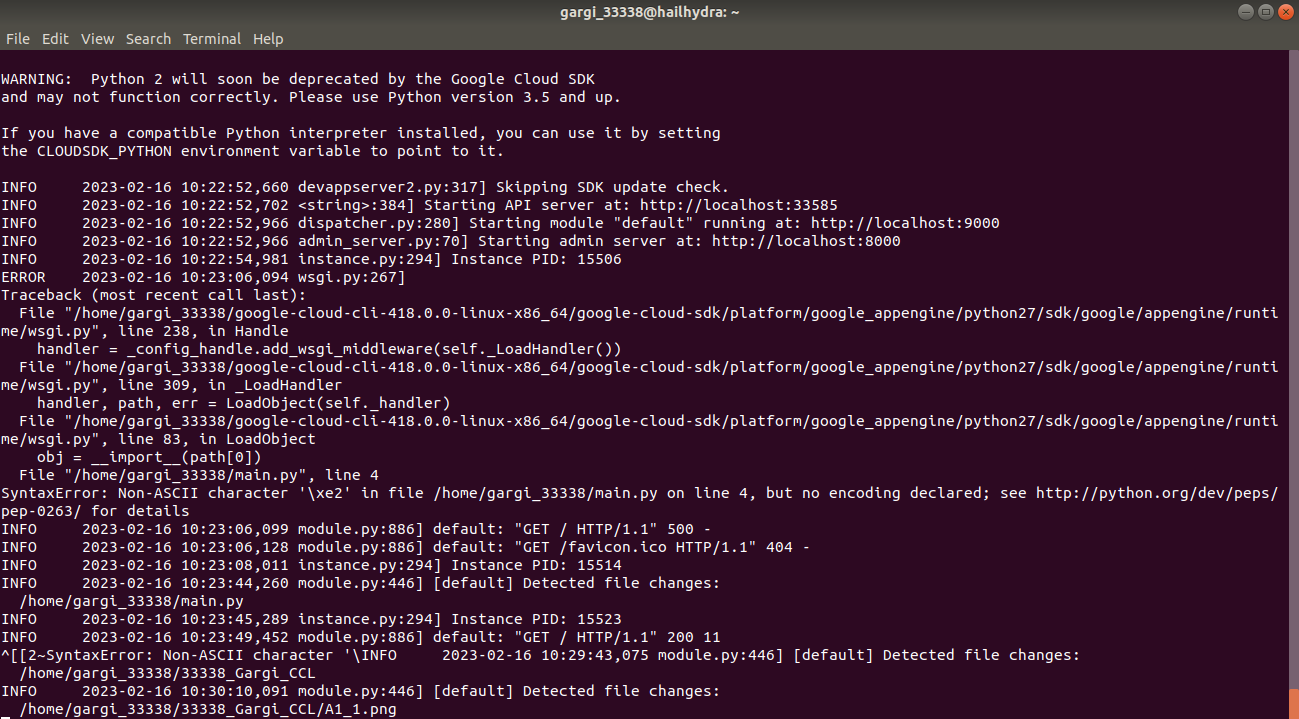 gargi_33338@hailhydra: ~
File Edit View Search Terminal Help
WARNING:  Python 2 will soon be deprecated by the Google Cloud SDK
and may not function correctly. Please use Python version 3.5 and up.
If you have a compatible Python interpreter installed, you can use it by setting
the CLOUDSDK_PYTHON environment variable to point to it.
INFO     2023-02-16 10:22:52,660 devappserver2.py:317] Skipping SDK update check.
INFO     2023-02-16 10:22:52,702 <string>:384] Starting API server at: http://localhost:33585
INFO     2023-02-16 10:22:52,966 dispatcher.py:280] Starting module "default" running at: http://localhost:9000
INFO     2023-02-16 10:22:52,966 admin_server.py:70] Starting admin server at: http://localhost:8000
INFO     2023-02-16 10:22:54,981 instance.py:294] Instance PID: 15506
ERROR    2023-02-16 10:23:06,094 wsgi.py:267]
Traceback (most recent call last):
  File "/home/gargi_33338/google-cloud-cli-418.0.0-linux-x86_64/google-cloud-sdk/platform/google_appengine/python27/sdk/google/appengine/runti
me/wsgi.py", line 238, in Handle
    handler = _config_handle.add_wsgi_middleware(self._LoadHandler())
  File "/home/gargi_33338/google-cloud-cli-418.0.0-linux-x86_64/google-cloud-sdk/platform/google_appengine/python27/sdk/google/appengine/runti
me/wsgi.py", line 309, in _LoadHandler
    handler, path, err = LoadObject(self._handler)
  File "/home/gargi_33338/google-cloud-cli-418.0.0-linux-x86_64/google-cloud-sdk/platform/google_appengine/python27/sdk/google/appengine/runti
me/wsgi.py", line 83, in LoadObject
    obj = __import__(path[0])
  File "/home/gargi_33338/main.py", line 4
SyntaxError: Non-ASCII character '\xe2' in file /home/gargi_33338/main.py on line 4, but no encoding declared; see http://python.org/dev/peps/
pep-0263/ for details
INFO     2023-02-16 10:23:06,099 module.py:886] default: "GET / HTTP/1.1" 500 -
INFO     2023-02-16 10:23:06,128 module.py:886] default: "GET /favicon.ico HTTP/1.1" 404 -
INFO     2023-02-16 10:23:08,011 instance.py:294] Instance PID: 15514
INFO     2023-02-16 10:23:44,260 module.py:446] [default] Detected file changes:
  /home/gargi_33338/main.py
INFO     2023-02-16 10:23:45,289 instance.py:294] Instance PID: 15523
INFO     2023-02-16 10:23:49,452 module.py:886] default: "GET / HTTP/1.1" 200 11
^[[2~SyntaxError: Non-ASCII character '\INFO     2023-02-16 10:29:43,075 module.py:446] [default] Detected file changes:
  /home/gargi_33338/33338_Gargi_CCL
INFO     2023-02-16 10:30:10,091 module.py:446] [default] Detected file changes:
  /home/gargi_33338/33338_Gargi_CCL/A1_1.png